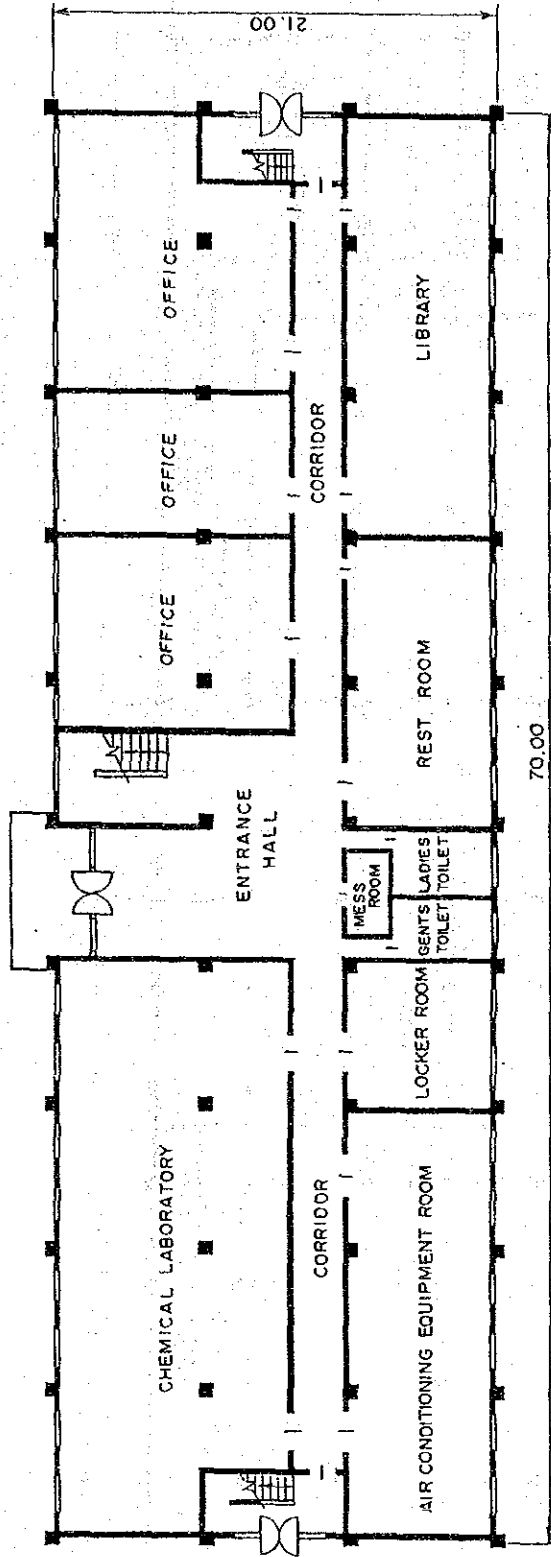 21.00
OFFICE
OFFICE
OFFICE
CHEMICAL LABORATORY
ENTRANCE
HALL
CORRIDOR
CORRIDOR
AIR CONDITIONING EQUIPMENT ROOM
LOCKER ROOM
GENTS
TOILET
LADIES
TOILET
MESS
ROOM
REST ROOM
LIBRARY
70.00